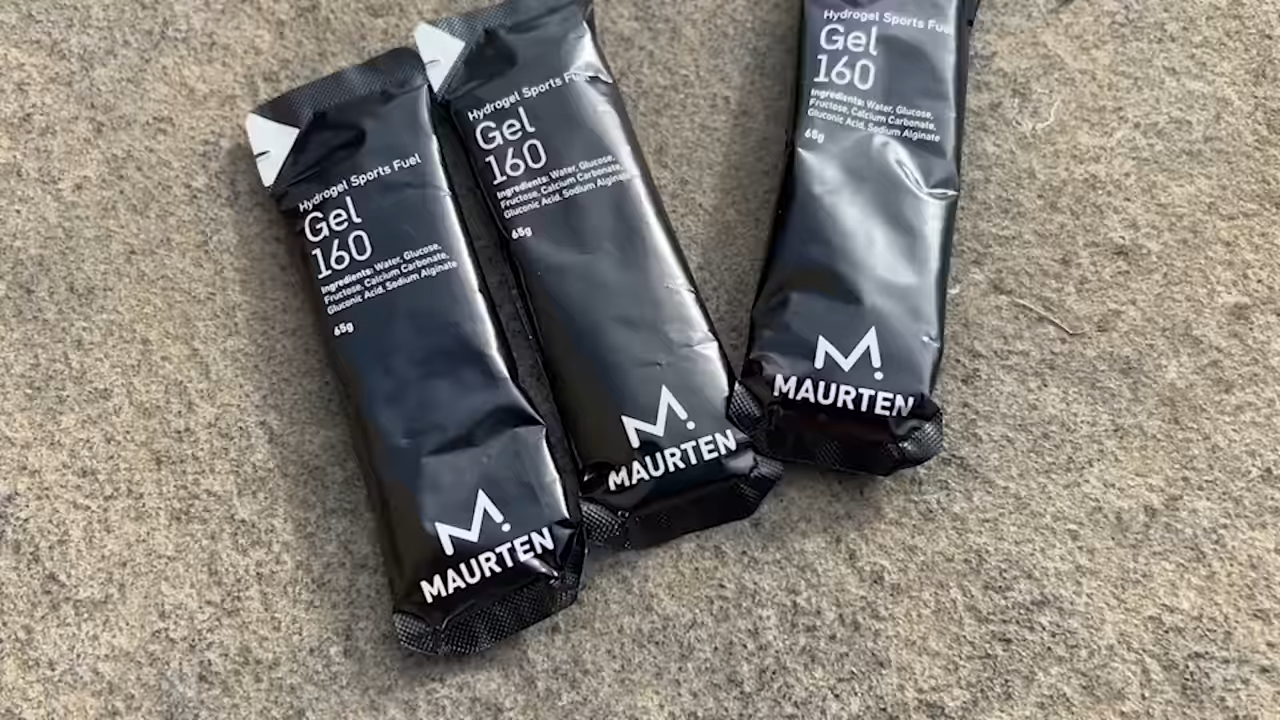 Hydrogel Sports Fuel
Gel
160
Ingredients: Water, Glucose,
Fructose, Calcium Carbonate,
Gluconic Acid, Sodium Alginate
65g
MAURTEN
Hydrogel Sports Fuel
Gel
160
Ingredients: Water, Glucose,
Fructose, Calcium Carbonate,
Gluconic Acid, Sodium Alginate
65g
MAURTEN
Hydrogel Sports Fuel
Gel
160
Ingredients: Water, Glucose,
Fructose, Calcium Carbonate,
Gluconic Acid, Sodium Alginate
65g
MAURTEN